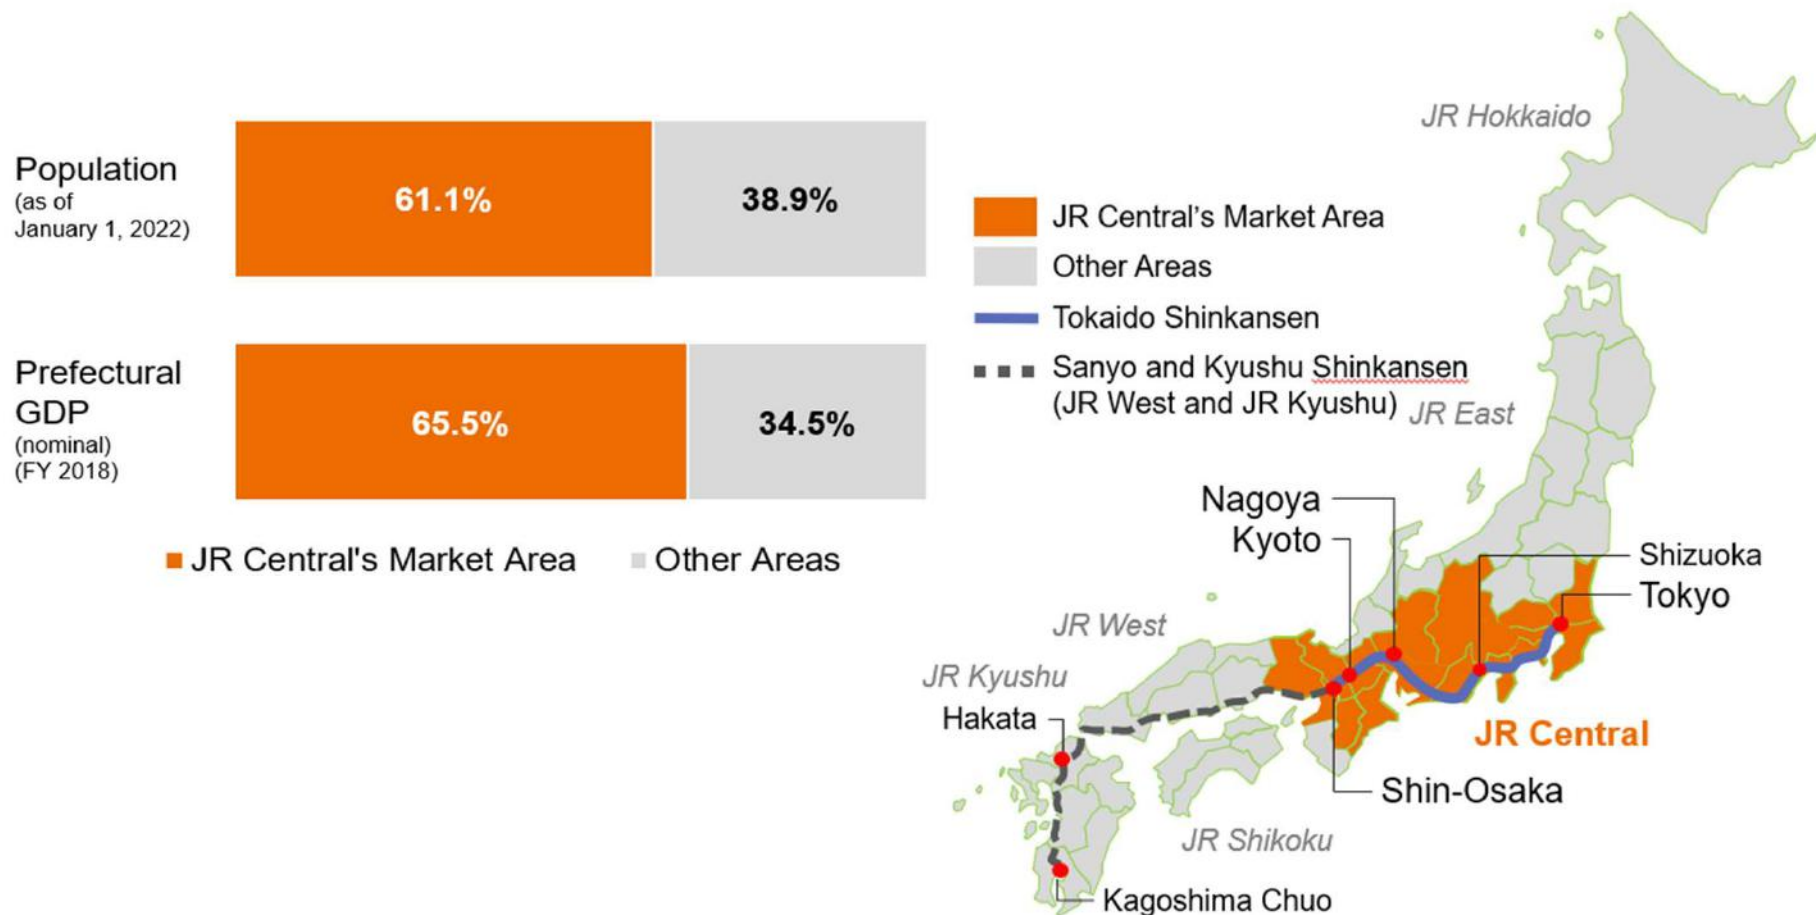 Population
(as of
January 1, 2022)
61.1%
38.9%
Prefectural
GDP
(nominal)
(FY 2018)
65.5%
34.5%
JR Central's Market Area
Other Areas
JR Central’s Market Area
Other Areas
Tokaido Shinkansen
Sanyo and Kyushu Shinkansen
(JR West and JR Kyushu)
JR Hokkaido
JR East
Nagoya
Kyoto
Shizuoka
Tokyo
JR West
JR Kyushu
Hakata
JR Central
Shin-Osaka
JR Shikoku
Kagoshima Chuo